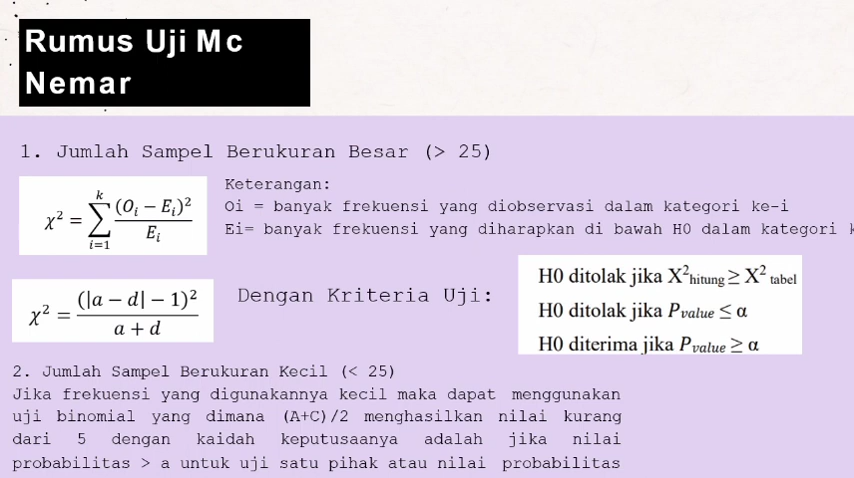 Rumus Uji Mc
Nemar
1. Jumlah Sampel Berukuran Besar (> 25)
χ² = ∑ᵏᵢ₌₁ (Oᵢ − Eᵢ)² / Eᵢ
Keterangan:
Oi = banyak frekuensi yang diobservasi dalam kategori ke-i
Ei= banyak frekuensi yang diharapkan di bawah H0 dalam kategori k
χ² = (|a − d| − 1)² / a + d
Dengan Kriteria Uji:
H0 ditolak jika X²hitung ≥ X² tabel
H0 ditolak jika Pvalue ≤ α
H0 diterima jika Pvalue ≥ α
2. Jumlah Sampel Berukuran Kecil (< 25)
Jika frekuensi yang digunakannya kecil maka dapat menggunakan
uji binomial yang dimana (A+C)/2 menghasilkan nilai kurang
dari 5 dengan kaidah keputusaanya adalah jika nilai
probabilitas > a untuk uji satu pihak atau nilai probabilitas